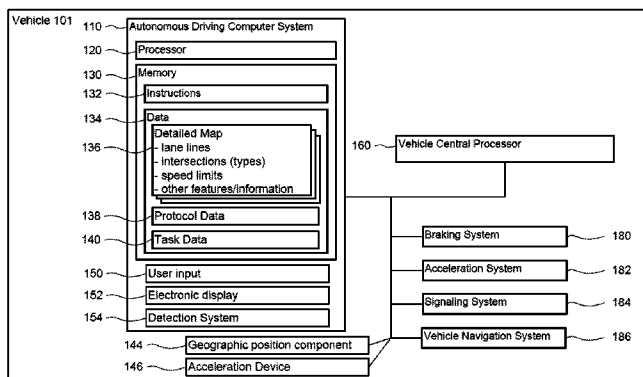 Vehicle 101
110 Autonomous Driving Computer System
120 Processor
130 Memory
132 Instructions
134 Data
136 Detailed Map
- lane lines
- intersections (types)
- speed limits
- other features/information
138 Protocol Data
140 Task Data
150 User input
152 Electronic display
154 Detection System
144 Geographic position component
146 Acceleration Device
160 Vehicle Central Processor
Braking System 180
Acceleration System 182
Signaling System 184
Vehicle Navigation System 186